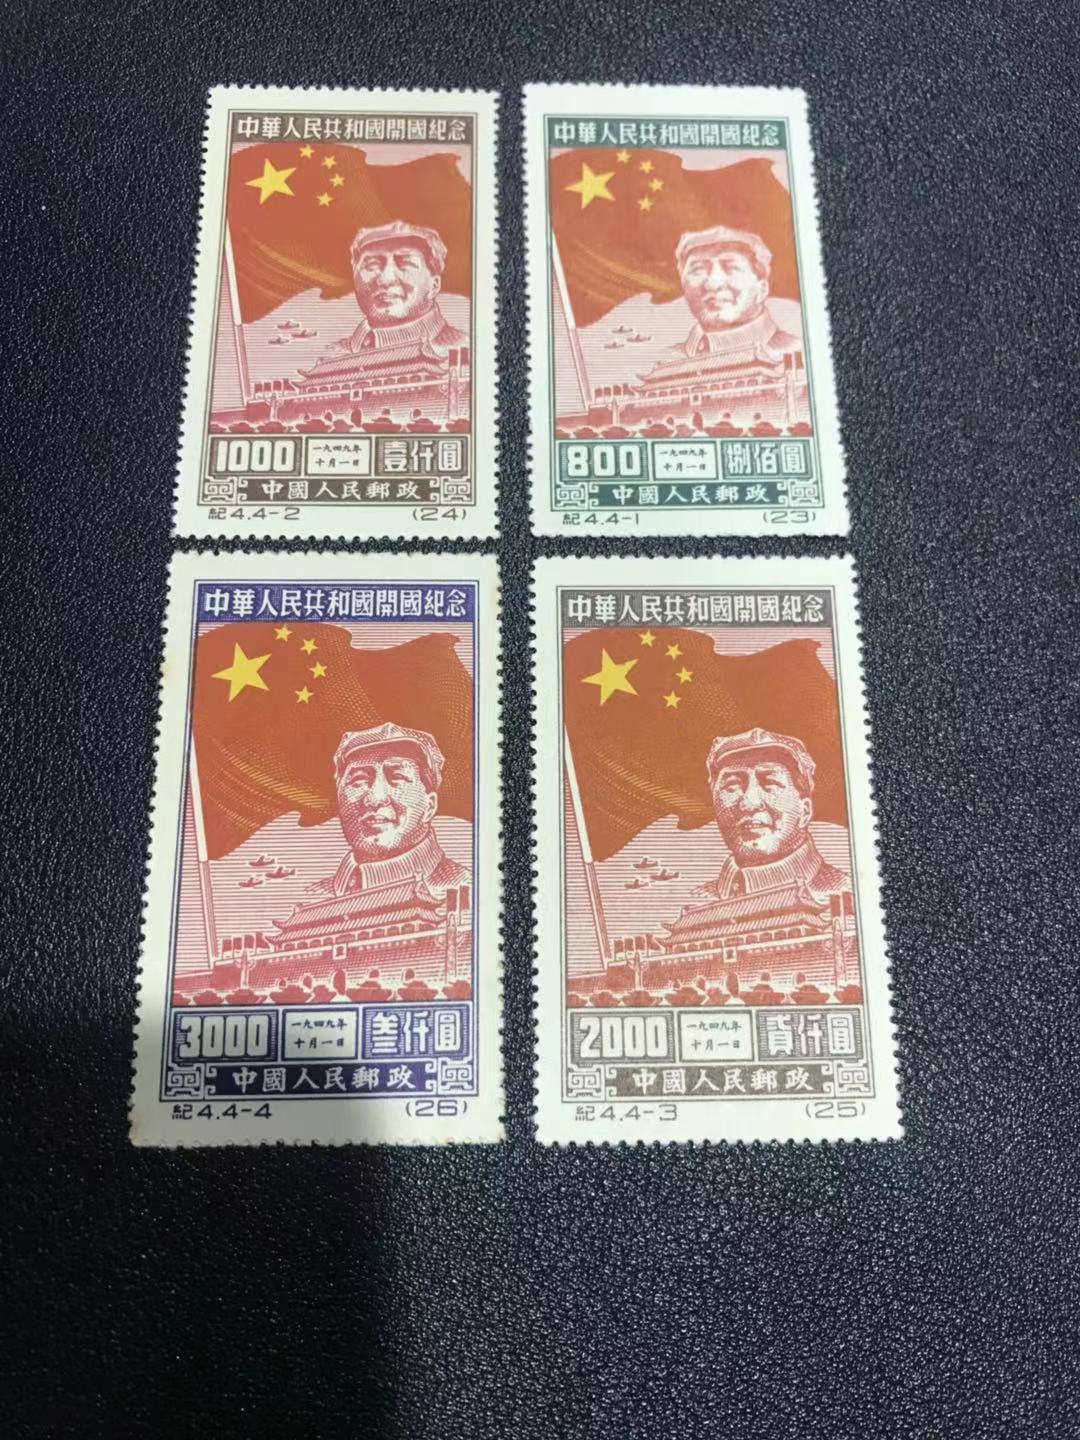 中華人民共和國開國紀念
1000 一九四九年 十月一日 壹仟圓
中國人民郵政
紀4.4-2 (24)
中華人民共和國開國紀念
800 一九四九年 十月一日 捌佰圓
中國人民郵政
紀4.4-1 (23)
中華人民共和國開國紀念
3000 一九四九年 十月一日 叁仟圓
中國人民郵政
紀4.4-4 (26)
中華人民共和國開國紀念
2000 一九四九年 十月一日 貳仟圓
中國人民郵政
紀4.4-3 (25)